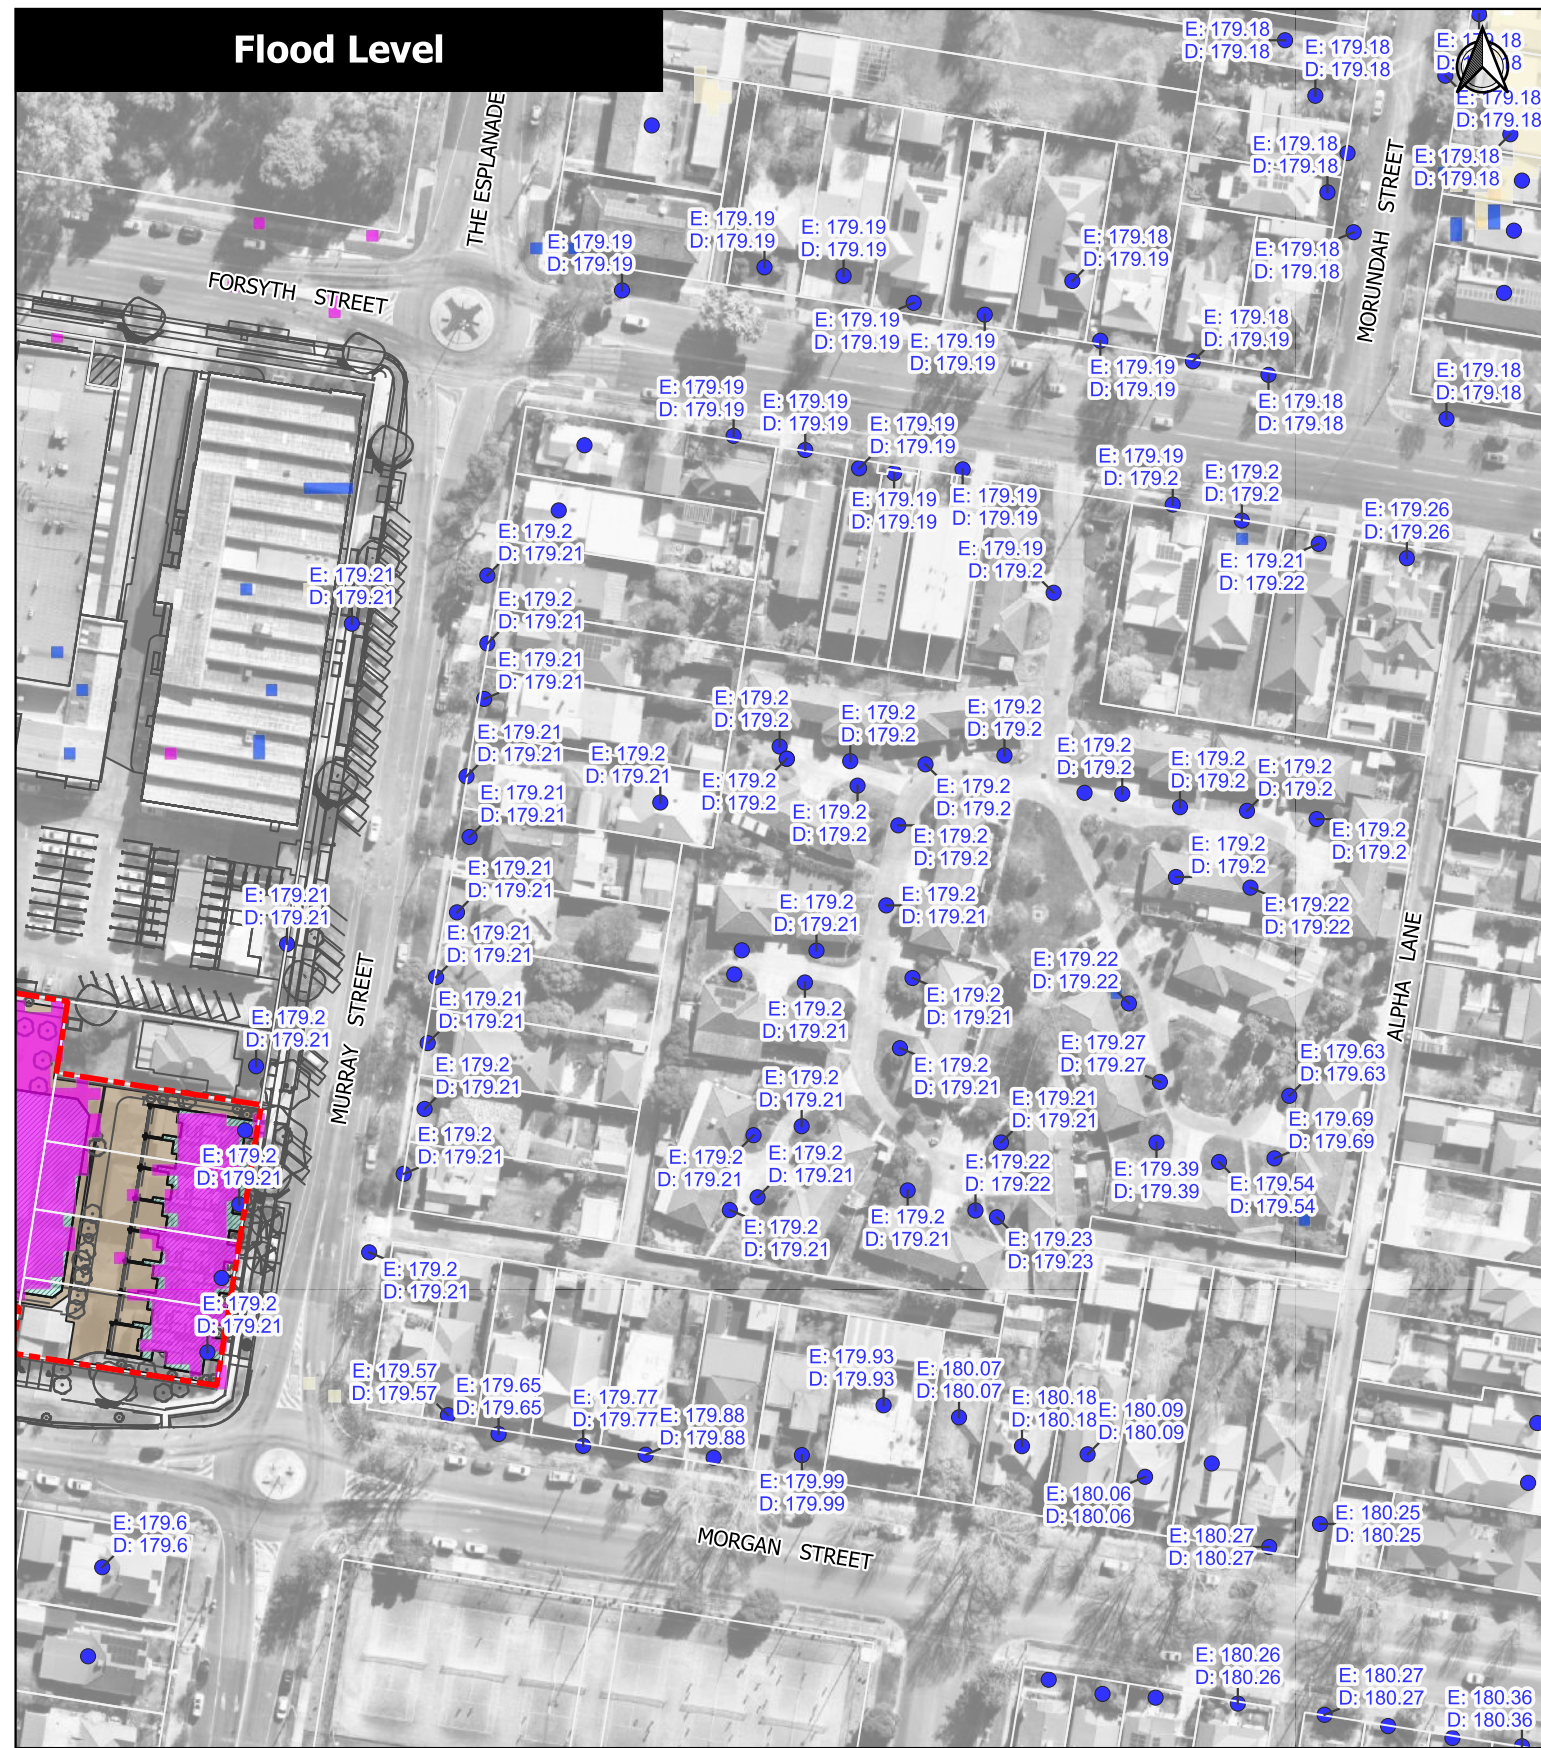 Flood Level
E: 179.18
D: 179.18
E: 179.18
D: 179.18
E: 179.18
D: 179.18
E: 179.18
D: 179.18
E: 179.18
D: 179.18
E: 179.18
D: 179.18
THE ESPLANADE
MORUNDAH STREET
E: 179.19
D: 179.19
E: 179.19
D: 179.19
E: 179.19
D: 179.19
E: 179.18
D: 179.19
E: 179.18
D: 179.18
FORSYTH STREET
E: 179.19
D: 179.19
E: 179.19
D: 179.19
E: 179.18
D: 179.19
E: 179.19
D: 179.19
E: 179.18
D: 179.18
E: 179.18
D: 179.18
E: 179.19
D: 179.19
E: 179.19
D: 179.19
E: 179.19
D: 179.19
E: 179.19
D: 179.2
E: 179.2
D: 179.2
E: 179.19
D: 179.19
E: 179.19
D: 179.19
E: 179.26
D: 179.26
E: 179.2
D: 179.21
E: 179.19
D: 179.2
E: 179.21
D: 179.22
E: 179.21
D: 179.21
E: 179.2
D: 179.21
E: 179.21
D: 179.21
E: 179.2
D: 179.2
E: 179.2
D: 179.2
E: 179.2
D: 179.2
E: 179.21
D: 179.21
E: 179.2
D: 179.21
E: 179.2
D: 179.2
E: 179.2
D: 179.2
E: 179.2
D: 179.2
E: 179.2
D: 179.2
E: 179.2
D: 179.2
E: 179.21
D: 179.21
E: 179.2
D: 179.2
E: 179.2
D: 179.2
E: 179.2
D: 179.2
E: 179.2
D: 179.2
E: 179.21
D: 179.21
E: 179.21
D: 179.21
E: 179.2
D: 179.21
E: 179.2
D: 179.21
E: 179.22
D: 179.22
E: 179.21
D: 179.21
E: 179.22
D: 179.22
ALPHA LANE
MURRAY STREET
E: 179.21
D: 179.21
E: 179.2
D: 179.21
E: 179.2
D: 179.21
E: 179.2
D: 179.21
E: 179.27
D: 179.27
E: 179.63
D: 179.63
E: 179.2
D: 179.21
E: 179.2
D: 179.21
E: 179.2
D: 179.21
E: 179.21
D: 179.21
E: 179.69
D: 179.69
E: 179.2
D: 179.21
E: 179.2
D: 179.21
E: 179.2
D: 179.21
E: 179.2
D: 179.21
E: 179.22
D: 179.22
E: 179.39
D: 179.39
E: 179.54
D: 179.54
E: 179.2
D: 179.21
E: 179.2
D: 179.21
E: 179.23
D: 179.23
E: 179.2
D: 179.21
E: 179.2
D: 179.21
E: 179.57
D: 179.57
E: 179.65
D: 179.65
E: 179.77
D: 179.77
E: 179.88
D: 179.88
E: 179.93
D: 179.93
E: 180.07
D: 180.07
E: 180.18
D: 180.18
E: 180.09
D: 180.09
E: 179.99
D: 179.99
E: 180.06
D: 180.06
E: 179.6
D: 179.6
MORGAN STREET
E: 180.27
D: 180.27
E: 180.25
D: 180.25
E: 180.26
D: 180.26
E: 180.27
D: 180.27
E: 180.36
D: 180.36